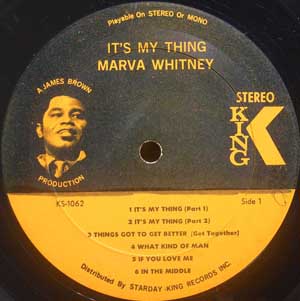 Playable On STEREO Or MONO
IT'S MY THING
MARVA WHITNEY
A JAMES BROWN
PRODUCTION
STEREO
KING
K
KS-1062
Side 1
1 IT'S MY THING (Part 1)
2 IT'S MY THING (Part 2)
3 THINGS GOT TO GET BETTER (Get Together)
4 WHAT KIND OF MAN
5 IF YOU LOVE ME
6 IN THE MIDDLE
Distributed By STARDAY-KING RECORDS INC.